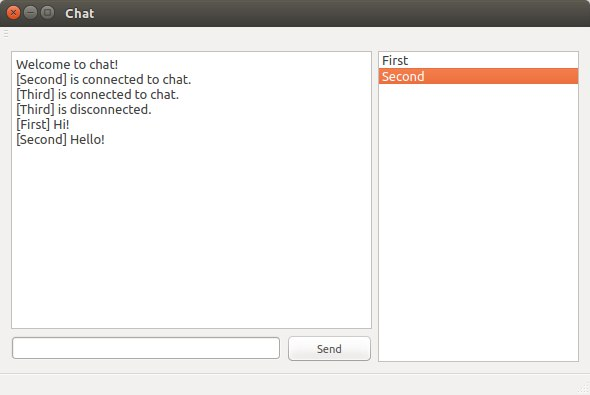 Chat
Welcome to chat!
[Second] is connected to chat.
[Third] is connected to chat.
[Third] is disconnected.
[First] Hi!
[Second] Hello!
First
Second
Send